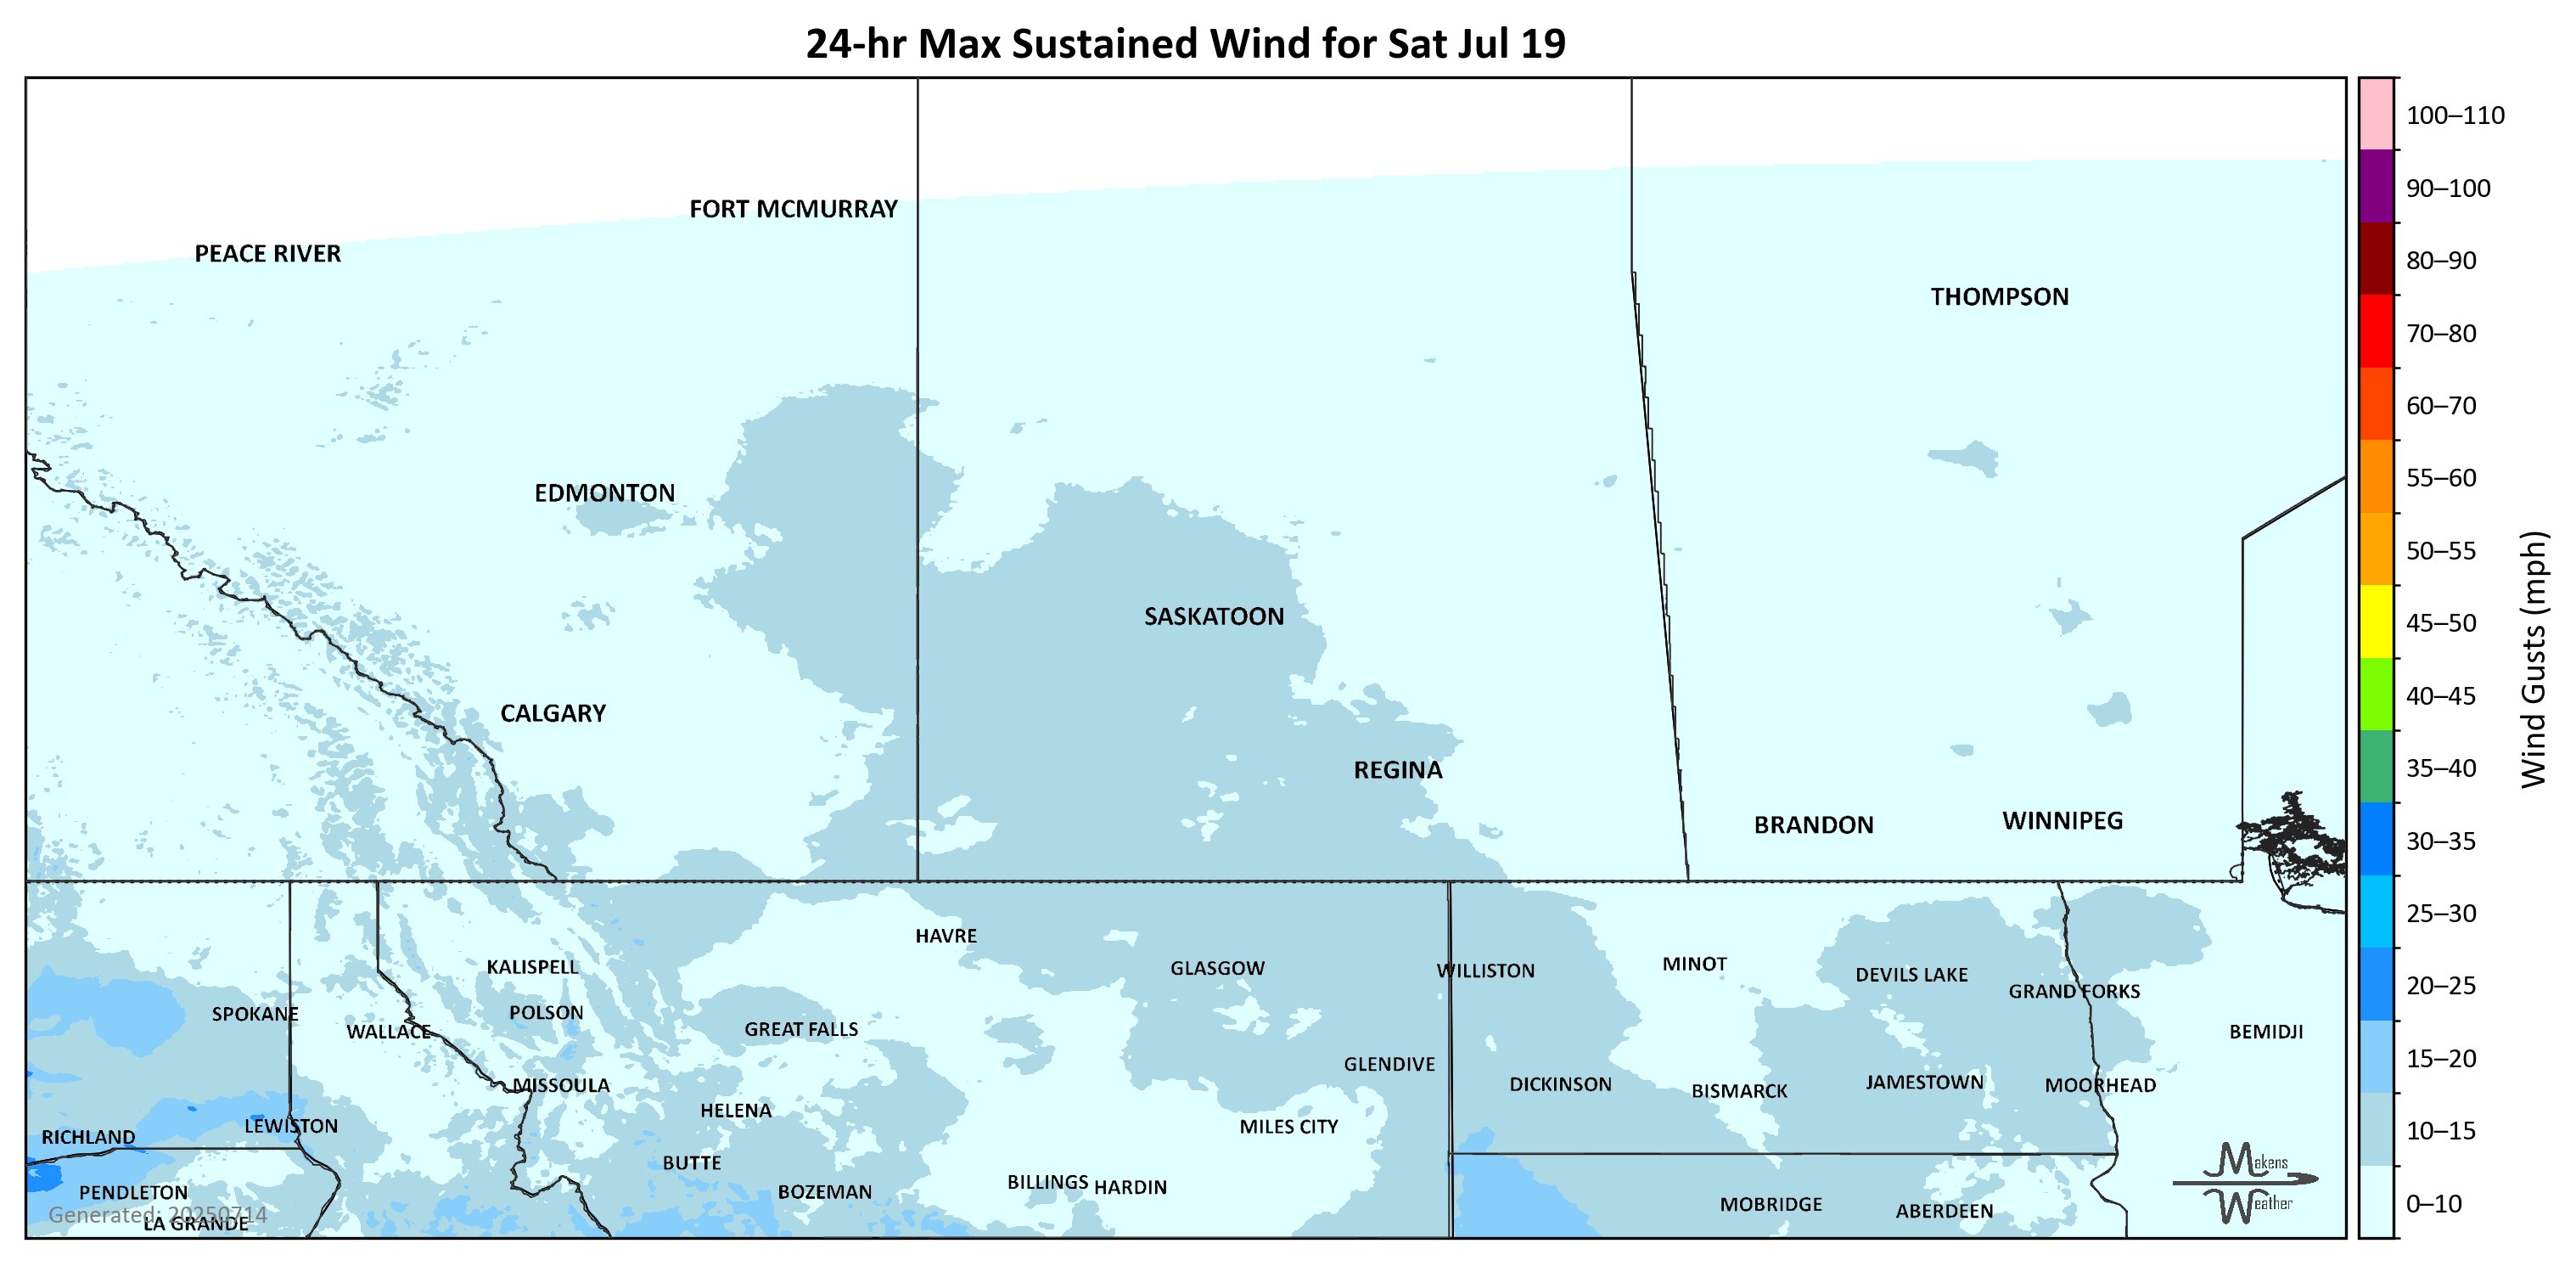 24-hr Max Sustained Wind for Sat Jul 19
100–110
90–100
80–90
70–80
60–70
55–60
50–55
45–50
40–45
35–40
30–35
25–30
20–25
15–20
10–15
0–10
Wind Gusts (mph)
FORT MCMURRAY
PEACE RIVER
THOMPSON
EDMONTON
SASKATOON
CALGARY
REGINA
BRANDON
WINNIPEG
HAVRE
KALISPELL
GLASGOW
WILLISTON
MINOT
DEVILS LAKE
GRAND FORKS
SPOKANE
POLSON
WALLACE
GREAT FALLS
BEMIDJI
GLENDIVE
MISSOULA
DICKINSON
BISMARCK
JAMESTOWN
MOORHEAD
HELENA
LEWISTON
MILES CITY
RICHLAND
BUTTE
BILLINGS
HARDIN
PENDLETON
BOZEMAN
MOBRIDGE
ABERDEEN
Generated: 20250714
LA GRANDE
Makens
Weather